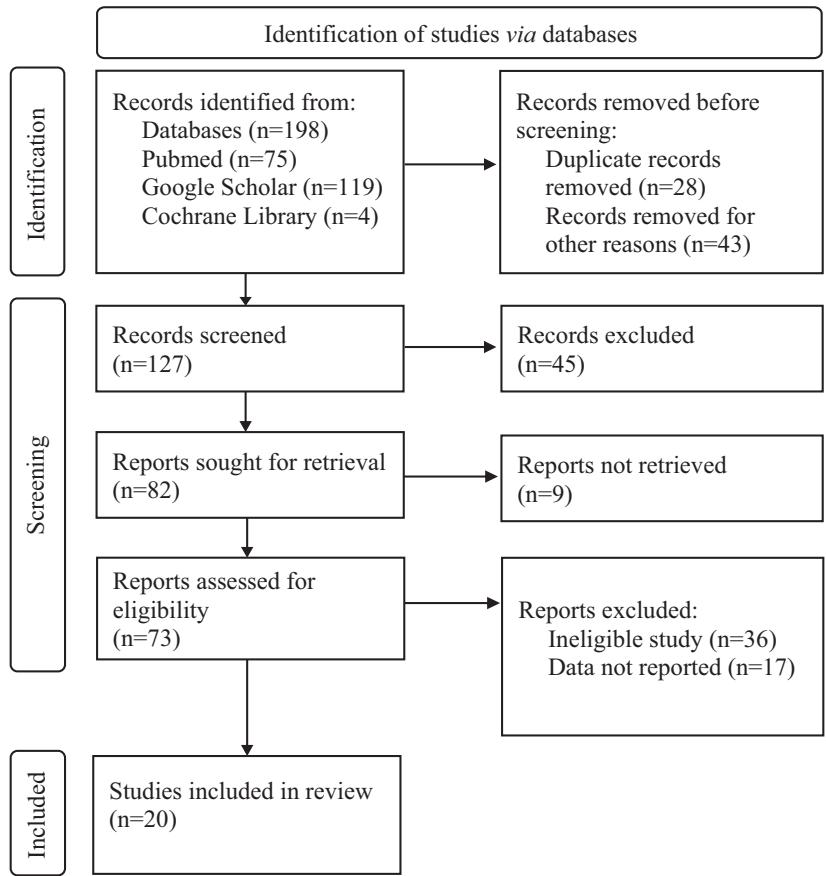 Identification of studies via databases
Identification
Records identified from:
Databases (n=198)
Pubmed (n=75)
Google Scholar (n=119)
Cochrane Library (n=4)
Records removed before
screening:
Duplicate records
removed (n=28)
Records removed for
other reasons (n=43)
Screening
Records screened
(n=127)
Records excluded
(n=45)
Reports sought for retrieval
(n=82)
Reports not retrieved
(n=9)
Reports assessed for
eligibility
(n=73)
Reports excluded:
Ineligible study (n=36)
Data not reported (n=17)
Included
Studies included in review
(n=20)